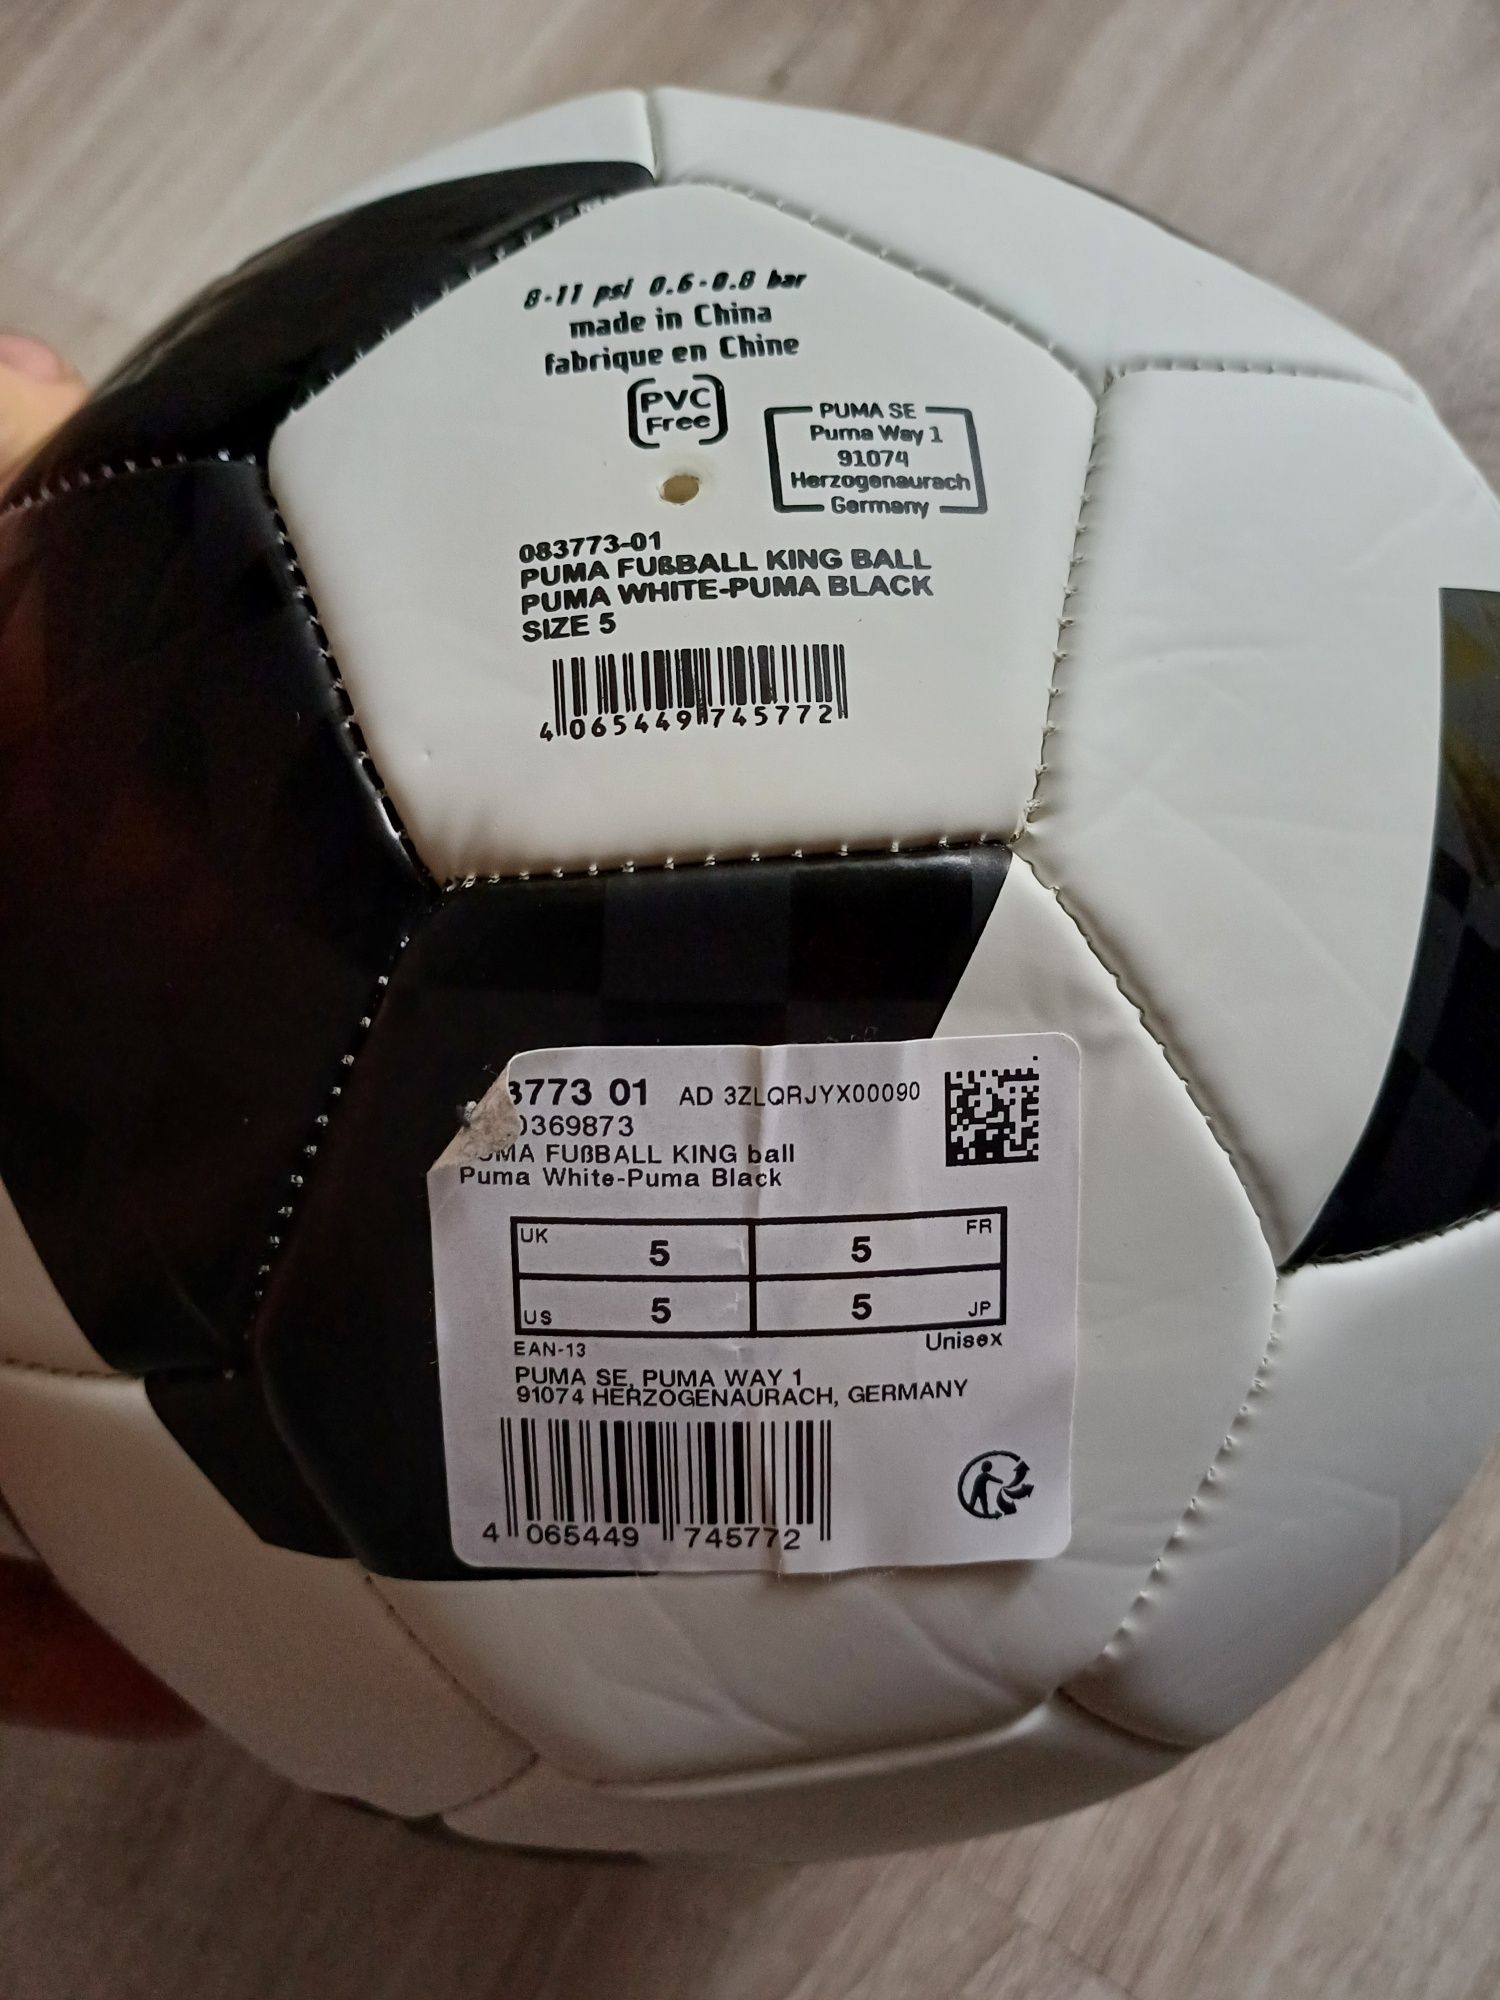 8-11 psi 0.6-0.8 bar
made in China
fabrique en Chine
PVC
Free
PUMA SE
Puma Way 1
91074
Herzogenaurach
Germany
083773-01
PUMA FUßBALL KING BALL
PUMA WHITE-PUMA BLACK
SIZE 5
4 065449 745772
3773 01 AD 3ZLQRJYX00090
0369873
UMA FUßBALL KING ball
Puma White-Puma Black
UK 5 5 FR
US 5 5 JP
EAN-13 Unisex
PUMA SE, PUMA WAY 1
91074 HERZOGENAURACH, GERMANY
4 065449 745772